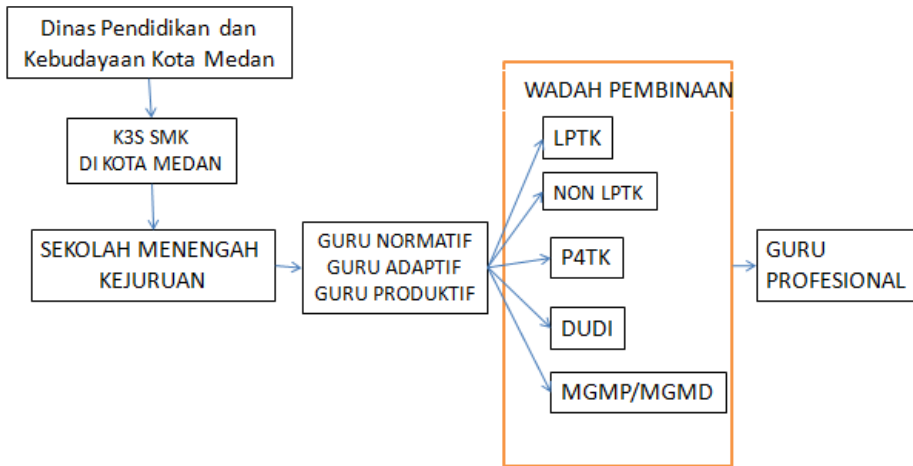 Dinas Pendidikan dan
Kebudayaan Kota Medan
K3S SMK
DI KOTA MEDAN
SEKOLAH MENENGAH
KEJURUAN
GURU NORMATIF
GURU ADAPTIF
GURU PRODUKTIF
WADAH PEMBINAAN
LPTK
NON LPTK
P4TK
DUDI
MGMP/MGMD
GURU
PROFESIONAL